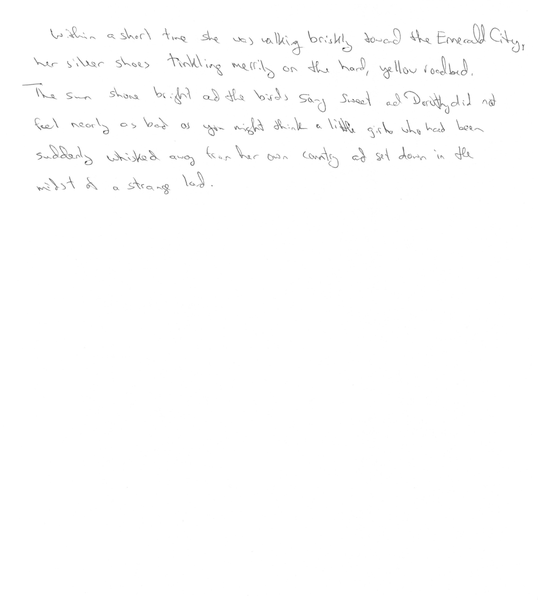 Within a short time she was walking briskly toward the Emerald City,
her silver shoes tinkling merrily on the hard, yellow roadbed.
The sun shone bright and the birds sang sweet and Dorothy did not
feel nearly as bad as you might think a little girls who had been
suddenly whisked away from her own country and set down in the
midst of a strange land.